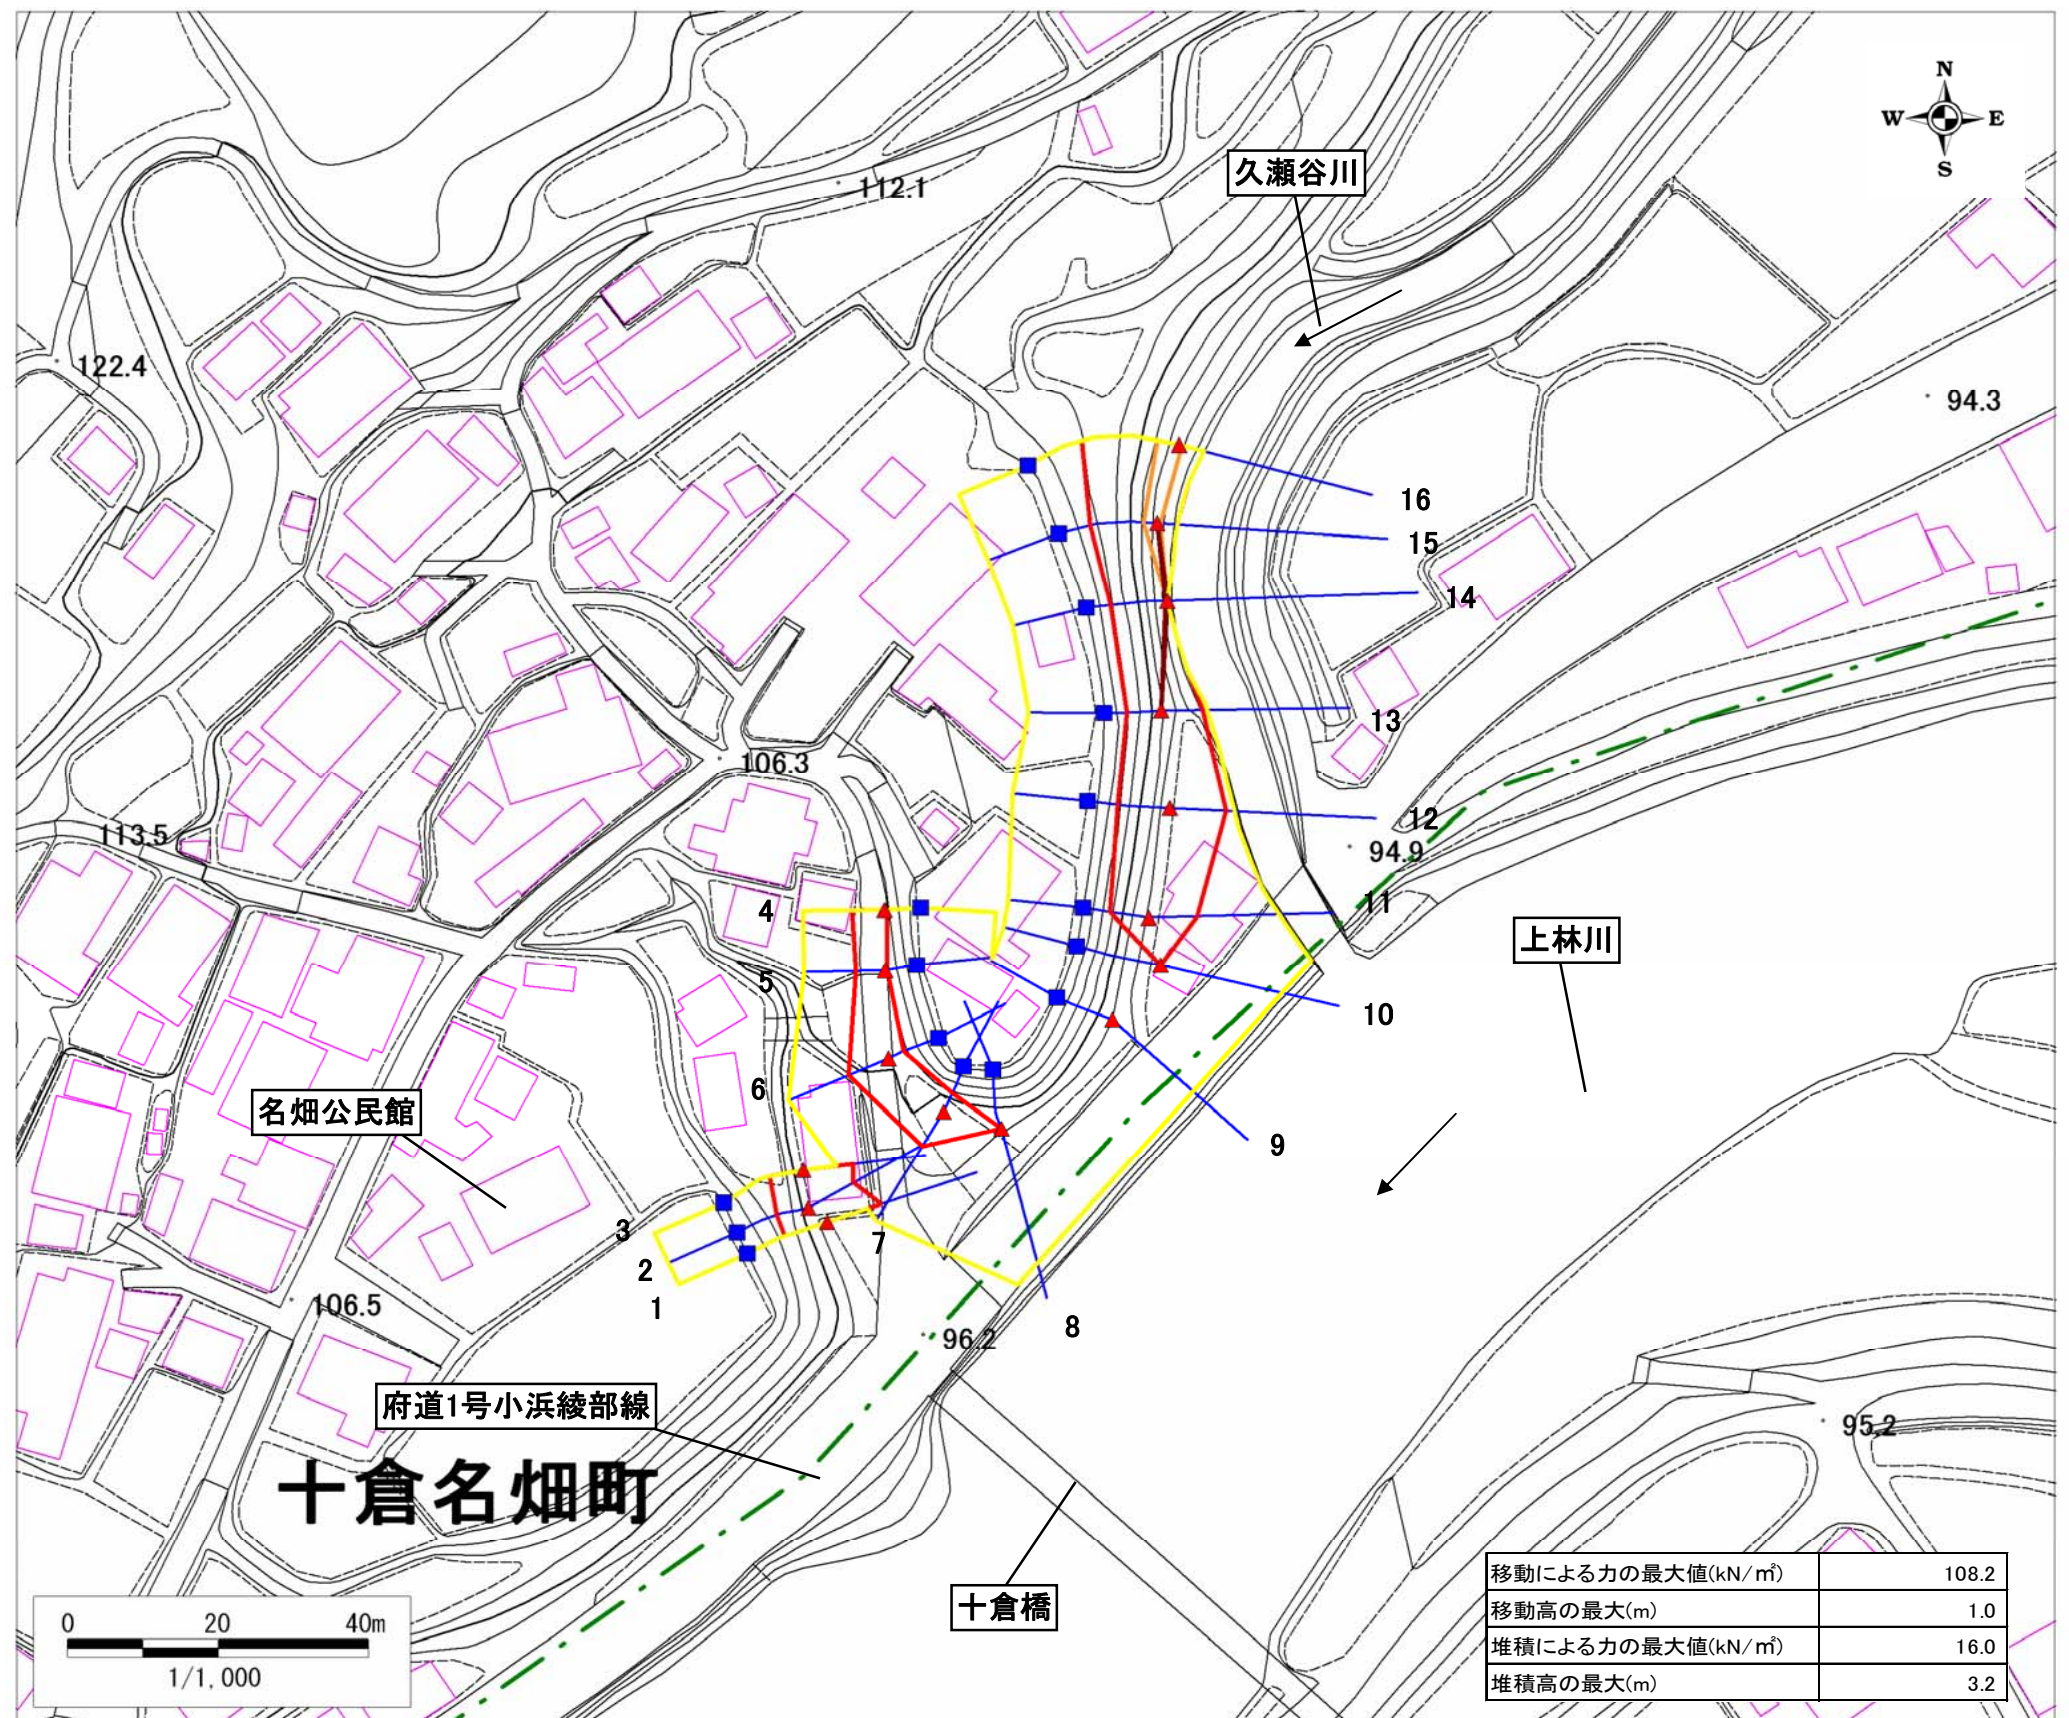 N
W E
S
久瀬谷川
112.1
122.4
94.3
16
15
14
13
106.3
12
113.5
94.9
11
4
上林川
5
10
6
名畑公民館
9
3
7
2
1
106.5
8
96.2
府道1号小浜綾部線
95.2
十倉名畑町
十倉橋
移動による力の最大値(kN/㎡) 108.2
移動高の最大(m) 1.0
堆積による力の最大値(kN/㎡) 16.0
堆積高の最大(m) 3.2
0 20 40m
1/1,000